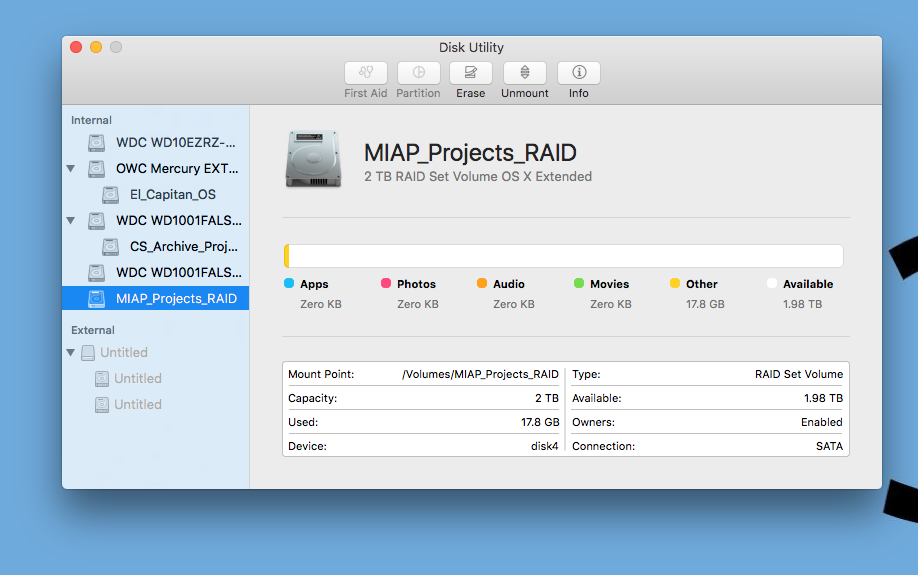 Disk Utility
First Aid Partition Erase Unmount Info
Internal
WDC WD10EZRZ-...
OWC Mercury EXT...
El_Capitan_OS
WDC WD1001FALS...
CS_Archive_Proj...
WDC WD1001FALS...
MIAP_Projects_RAID
External
Untitled
Untitled
Untitled
MIAP_Projects_RAID
2 TB RAID Set Volume OS X Extended
Apps Photos Audio Movies Other Available
Zero KB Zero KB Zero KB Zero KB 17.8 GB 1.98 TB
Mount Point: /Volumes/MIAP_Projects_RAID Type: RAID Set Volume
Capacity: 2 TB Available: 1.98 TB
Used: 17.8 GB Owners: Enabled
Device: disk4 Connection: SATA